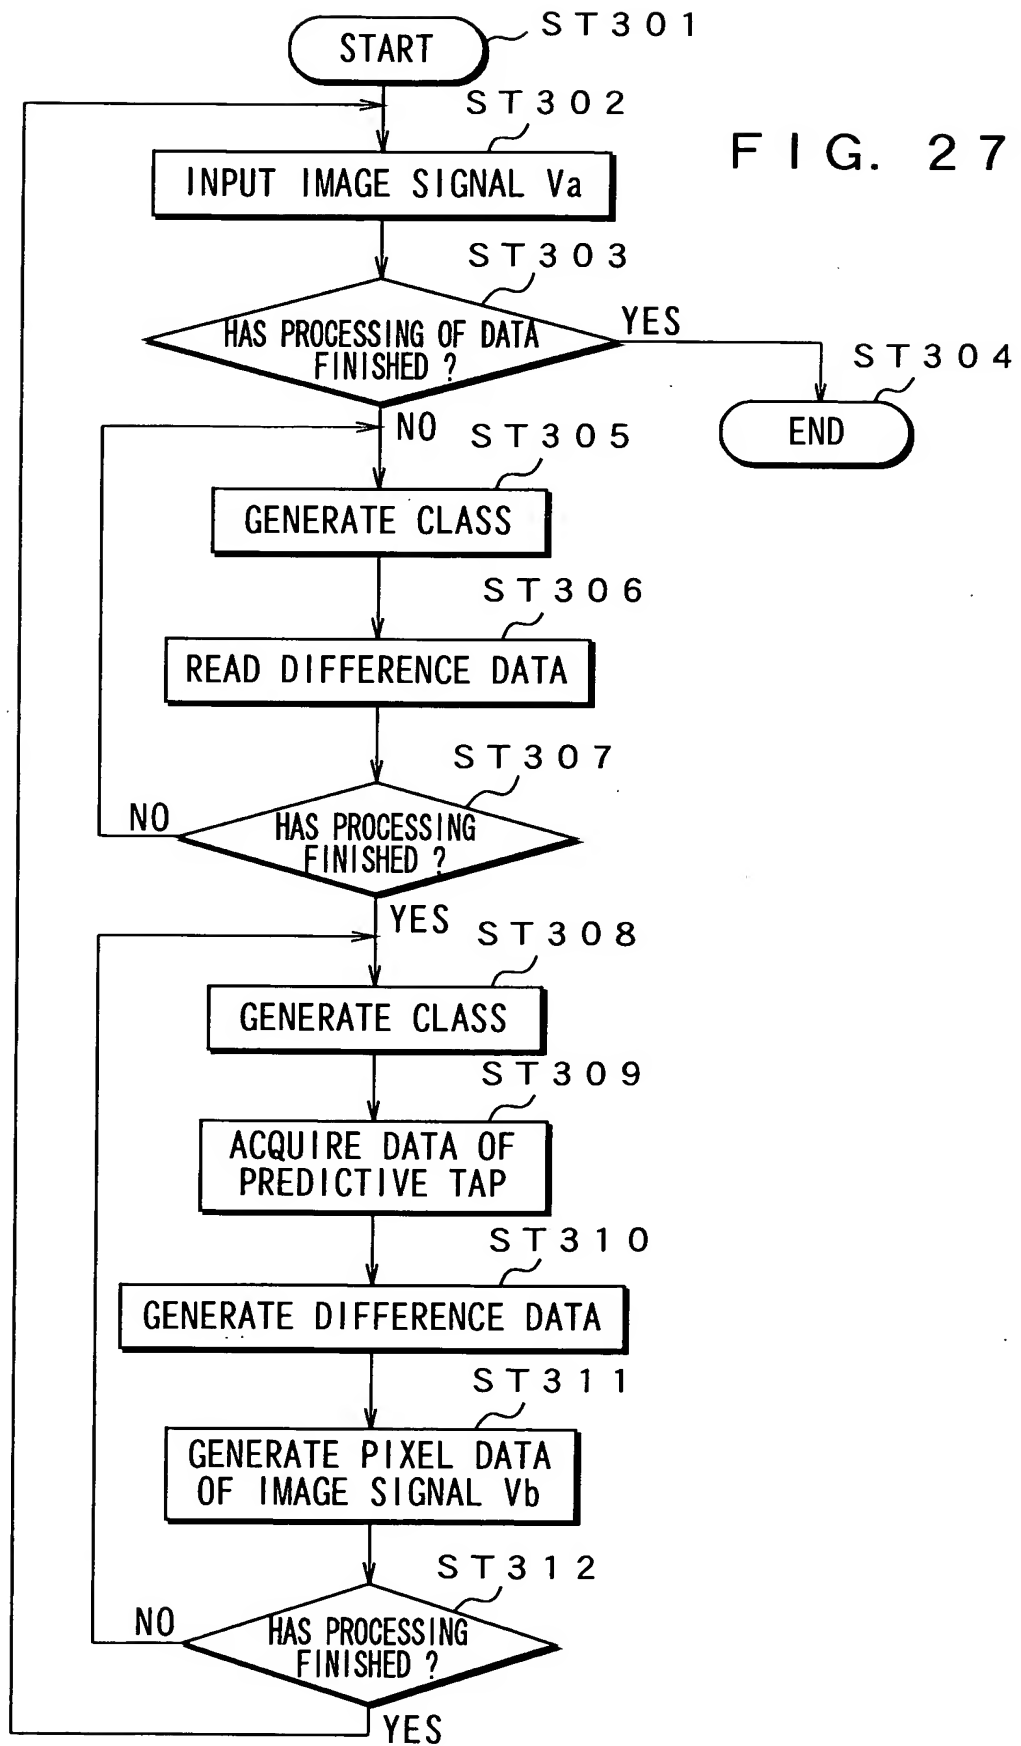 START
ST301
ST302
FIG. 27
INPUT IMAGE SIGNAL Va
ST303
HAS PROCESSING OF DATA
FINISHED ?
YES
ST304
END
NO
ST305
GENERATE CLASS
ST306
READ DIFFERENCE DATA
ST307
NO
HAS PROCESSING
FINISHED ?
YES
ST308
GENERATE CLASS
ST309
ACQUIRE DATA OF
PREDICTIVE TAP
ST310
GENERATE DIFFERENCE DATA
ST311
GENERATE PIXEL DATA
OF IMAGE SIGNAL Vb
ST312
NO
HAS PROCESSING
FINISHED ?
YES